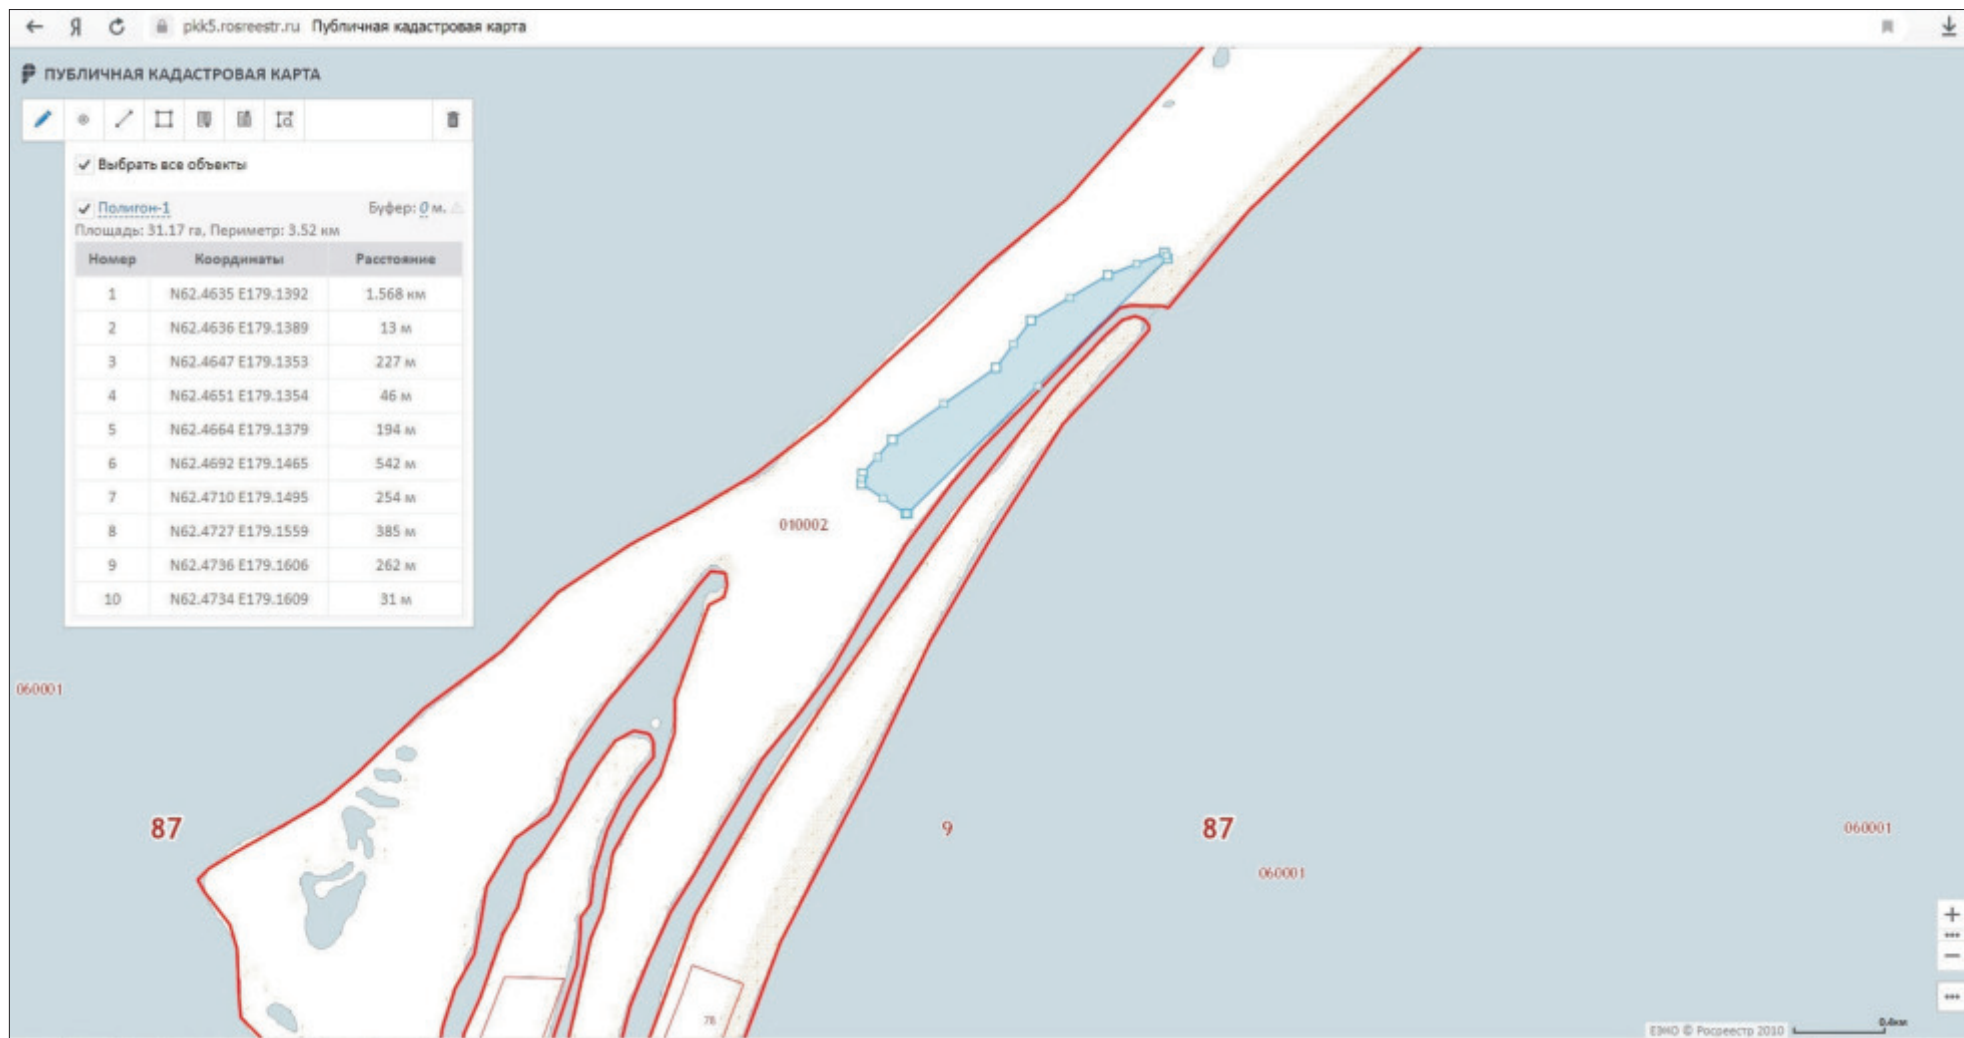 pkk5.rosreestr.ru Публичная кадастровая карта
ПУБЛИЧНАЯ КАДАСТРОВАЯ КАРТА
Выбрать все объекты
Полигон-1 Буфер: 0 м.
Площадь: 31.17 га, Периметр: 3.52 км
Номер Координаты Расстояние
1 N62.4635 E179.1392 1.568 км
2 N62.4636 E179.1389 13 м
3 N62.4647 E179.1353 227 м
4 N62.4651 E179.1354 46 м
5 N62.4664 E179.1379 194 м
6 N62.4692 E179.1465 542 м
7 N62.4710 E179.1495 254 м
8 N62.4727 E179.1559 385 м
9 N62.4736 E179.1606 262 м
10 N62.4734 E179.1609 31 м
010002
060001
87
9
87
060001
060001
78
ЕЭКО © Росреестр 2010 0.4км